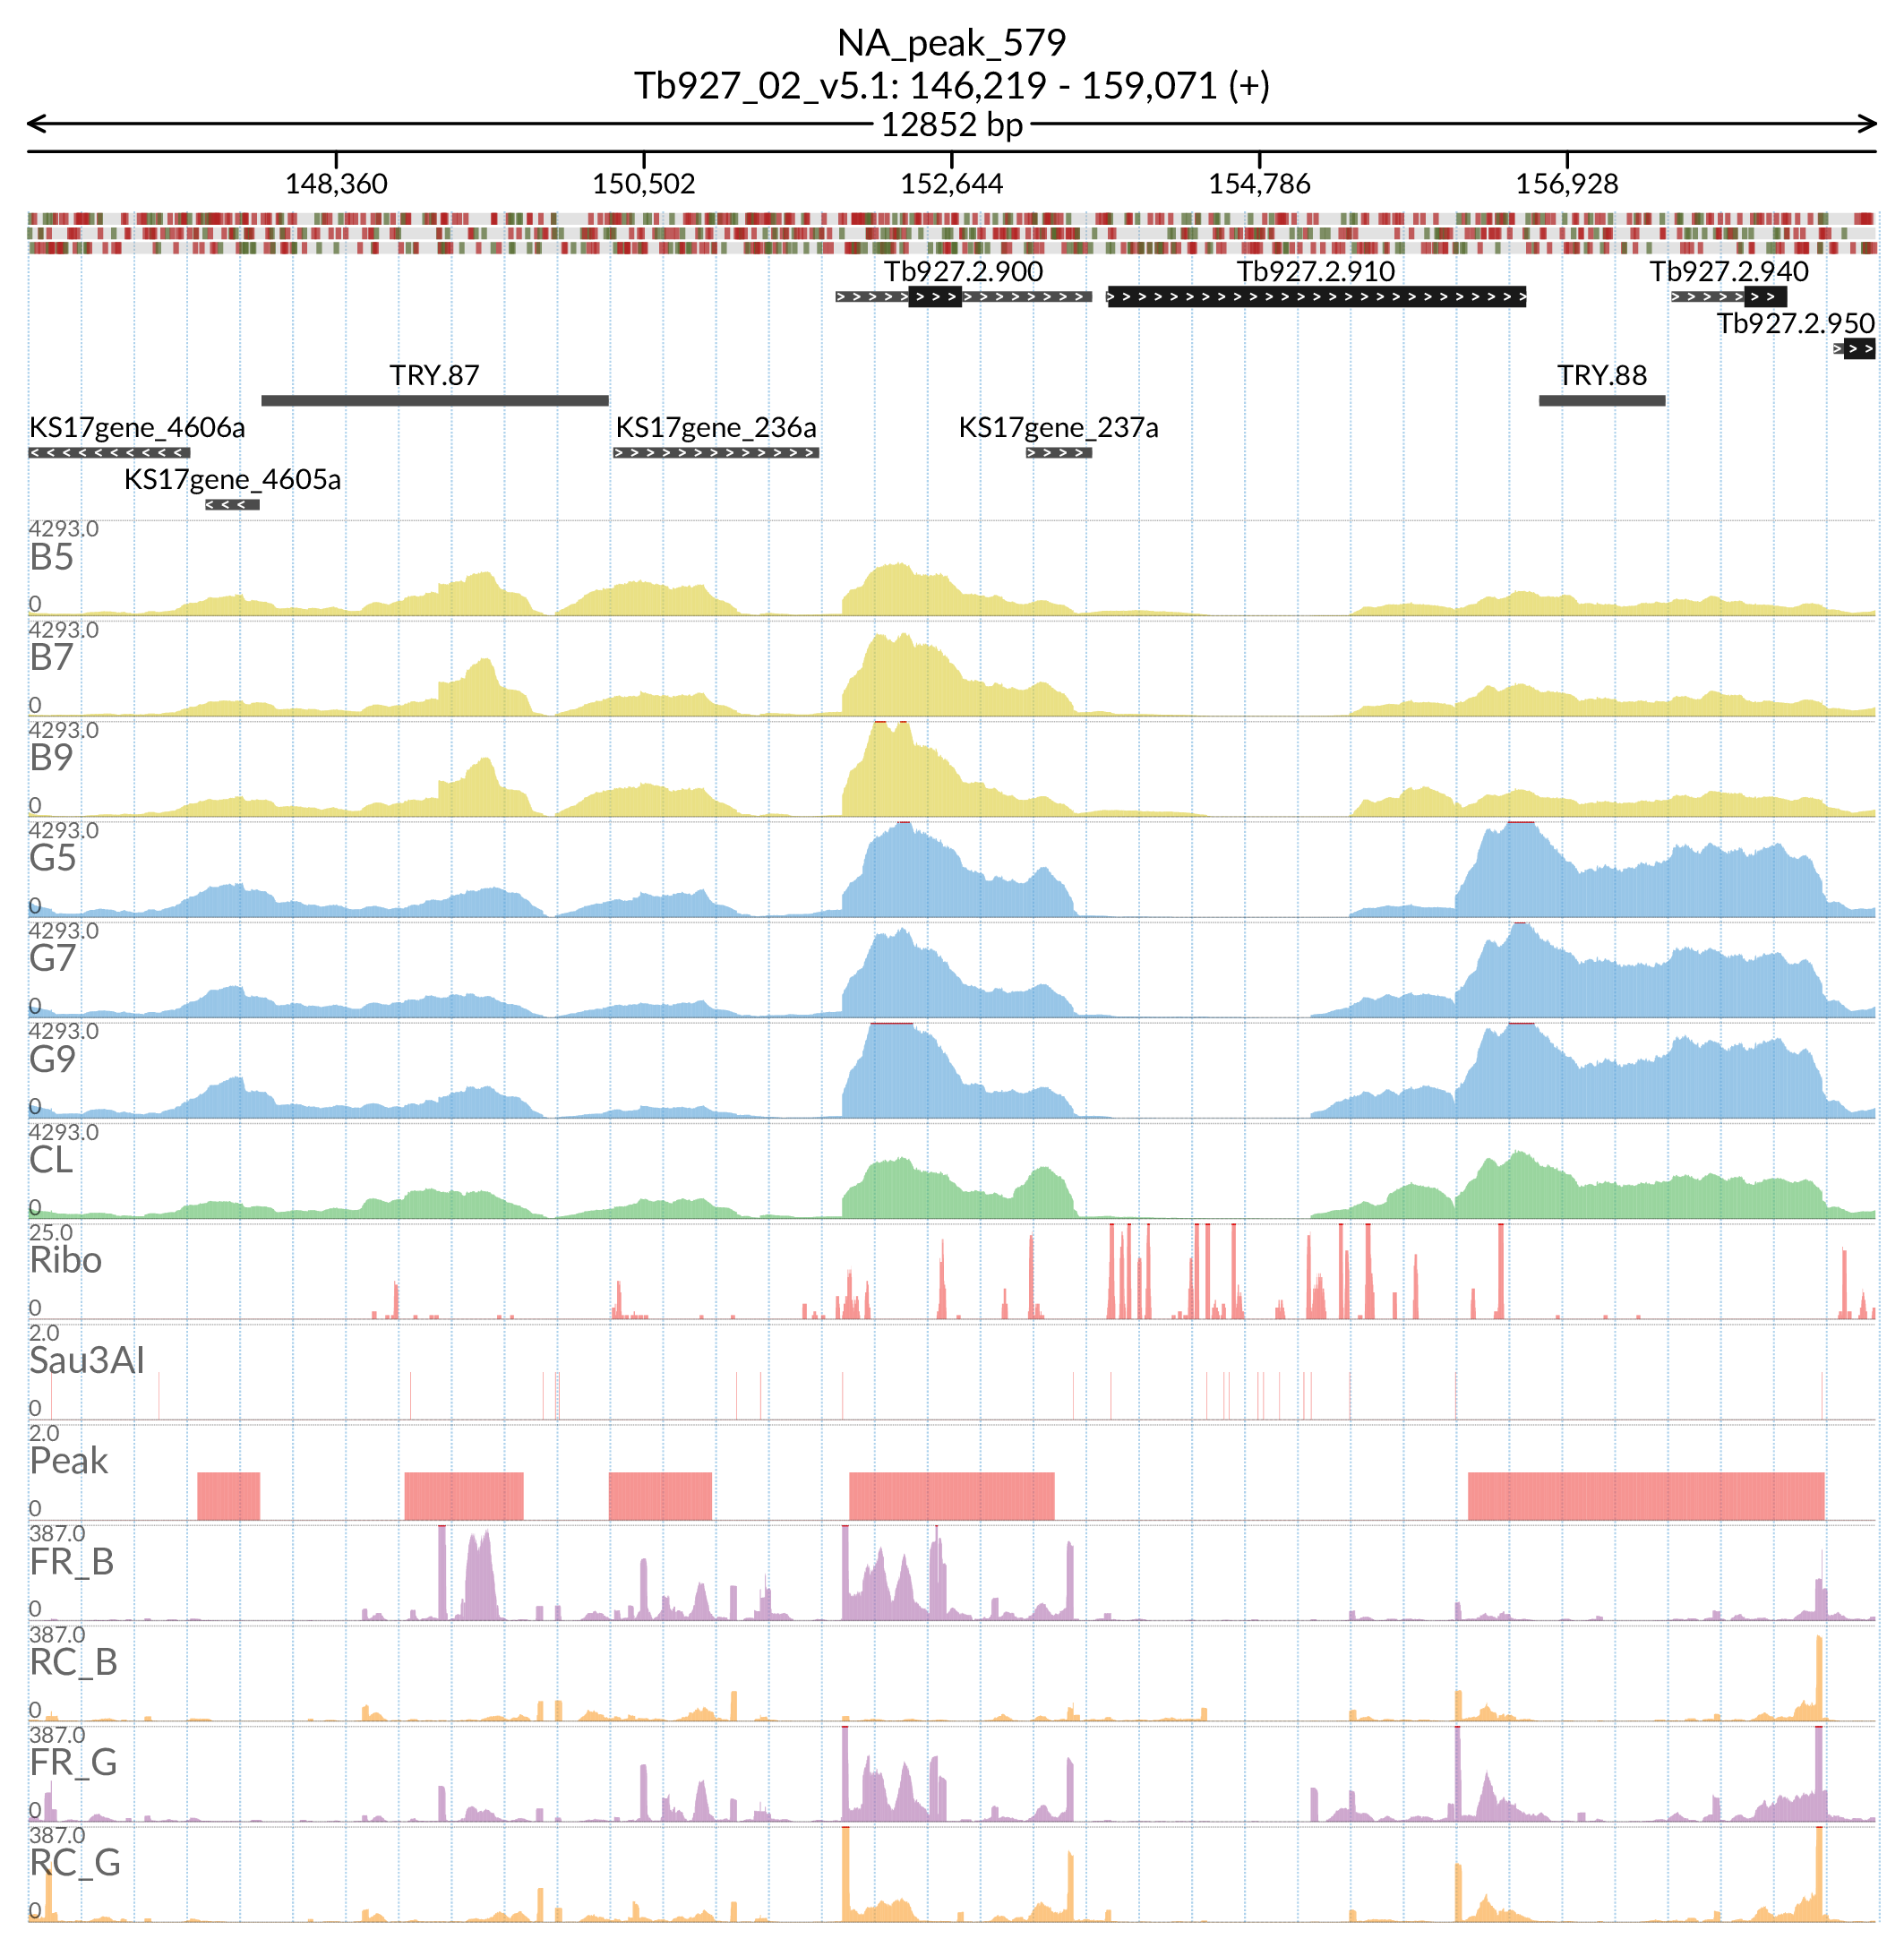 NA_peak_579
Tb927_02_v5.1: 146,219 - 159,071 (+)
12852 bp
148,360 150,502 152,644 154,786 156,928
Tb927.2.900 Tb927.2.910 Tb927.2.940
Tb927.2.950
TRY.87 TRY.88
KS17gene_4606a KS17gene_236a KS17gene_237a
KS17gene_4605a
4293.0
B5
0
4293.0
B7
0
4293.0
B9
0
4293.0
G5
0
4293.0
G7
0
4293.0
G9
0
4293.0
CL
0
25.0
Ribo
0
2.0
Sau3AI
0
2.0
Peak
0
387.0
FR_B
0
387.0
RC_B
0
387.0
FR_G
0
387.0
RC_G
0